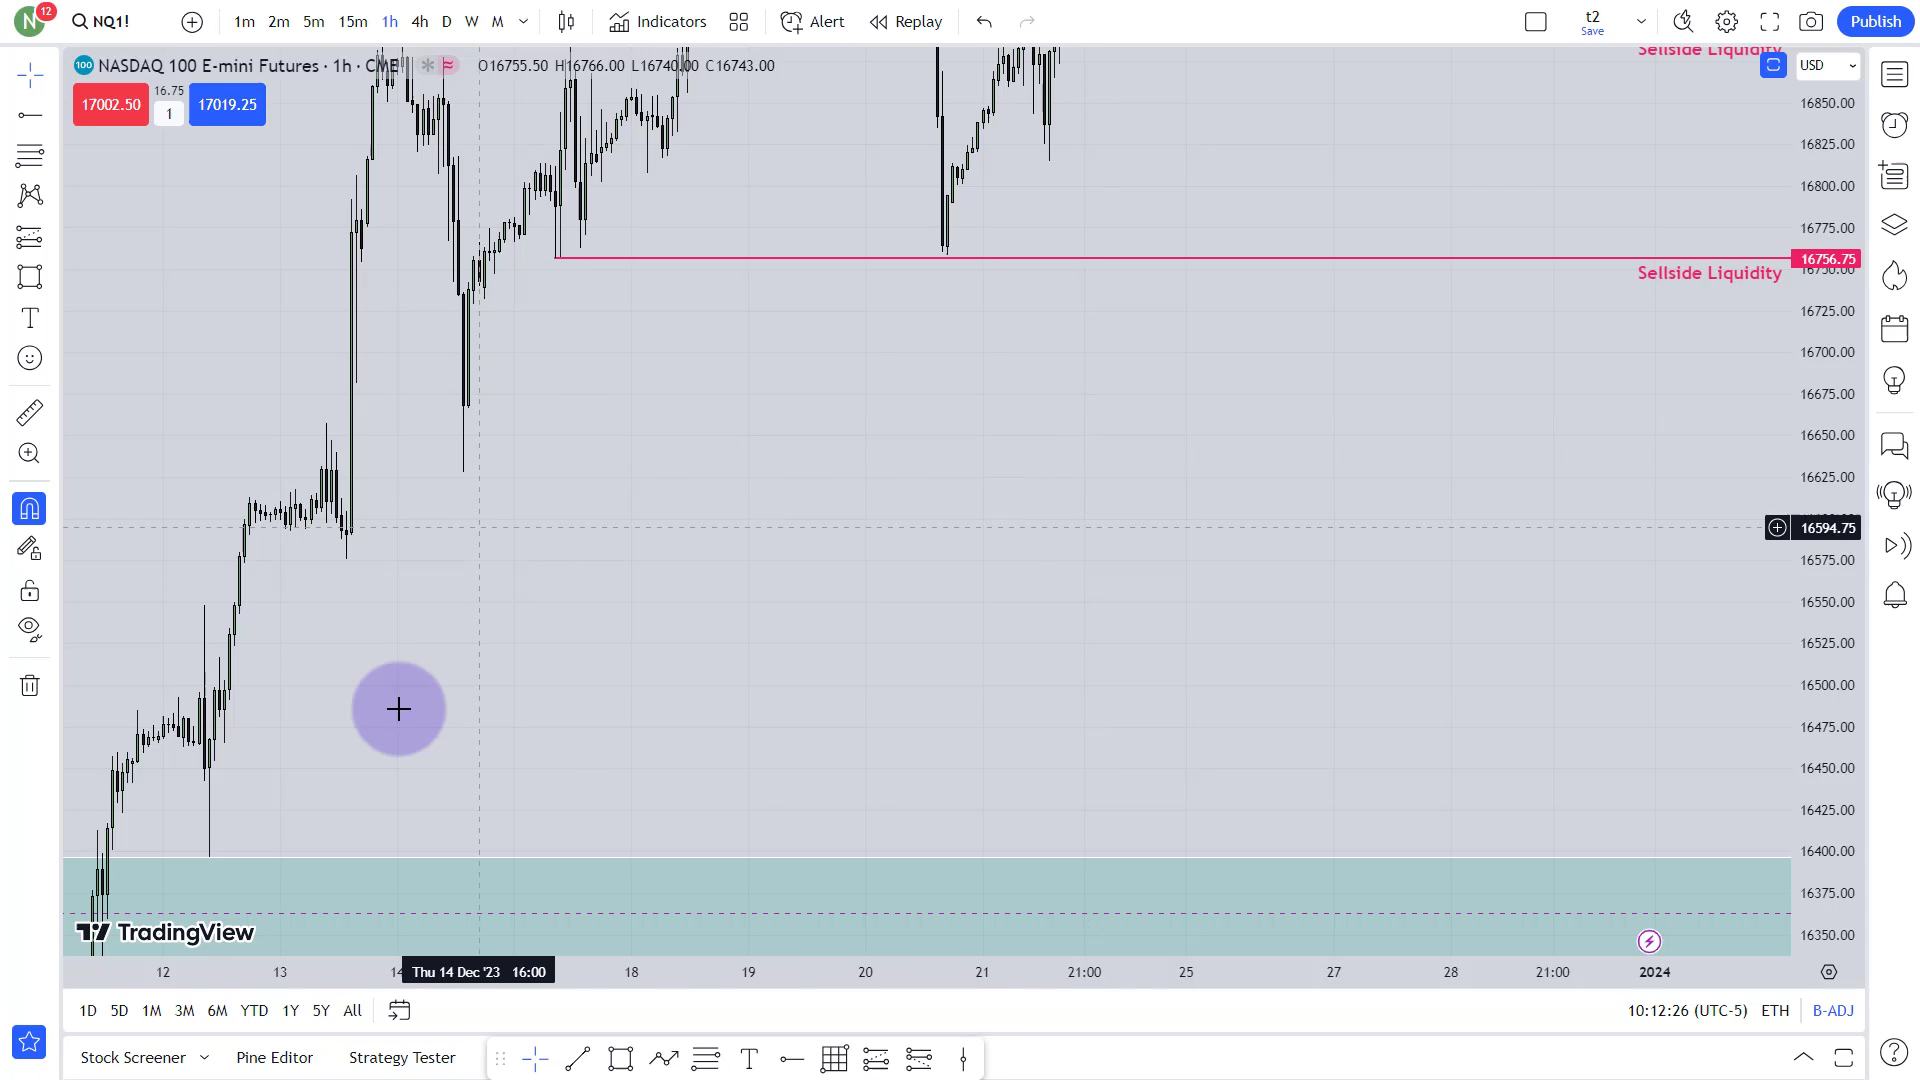 N 12 NQ1! 1m 2m 5m 15m 1h 4h D W M Indicators Alert Replay t2 Save Publish
Sellside Liquidity
100 NASDAQ 100 E-mini Futures · 1h · CME O16755.50 H16766.00 L16740.00 C16743.00 USD
17002.50 16.75 1 17019.25
16850.00
16825.00
16800.00
16775.00
16756.75
16750.00
Sellside Liquidity
16725.00
16700.00
16675.00
16650.00
16625.00
16594.75
16575.00
16550.00
16525.00
16500.00
16475.00
16450.00
16425.00
16400.00
16375.00
TradingView
16350.00
12 13 14 Thu 14 Dec '23 16:00 18 19 20 21 21:00 25 27 28 21:00 2024
1D 5D 1M 3M 6M YTD 1Y 5Y All 10:12:26 (UTC-5) ETH B-ADJ
Stock Screener Pine Editor Strategy Tester